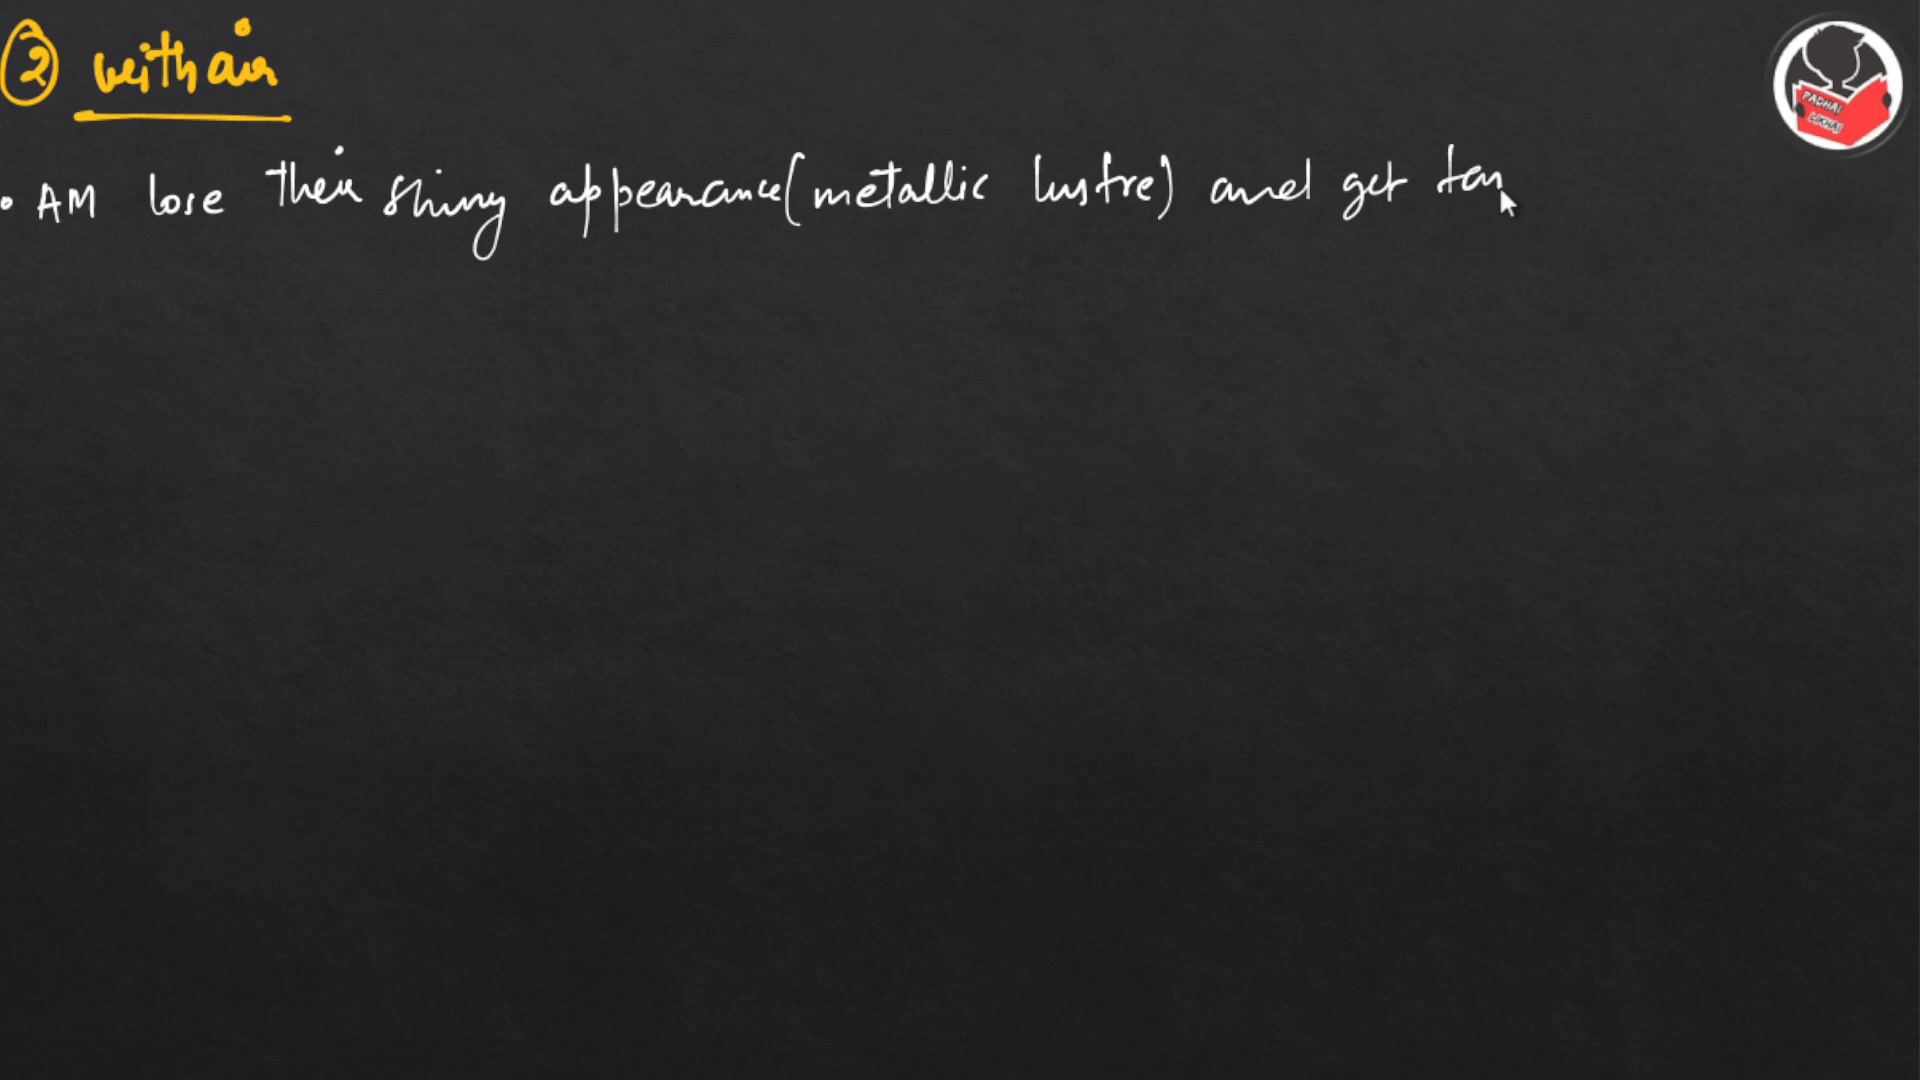 ② with air
• AM lose their shiny appearance (metallic lustre) and get tar
PADHAI
LIKHAI